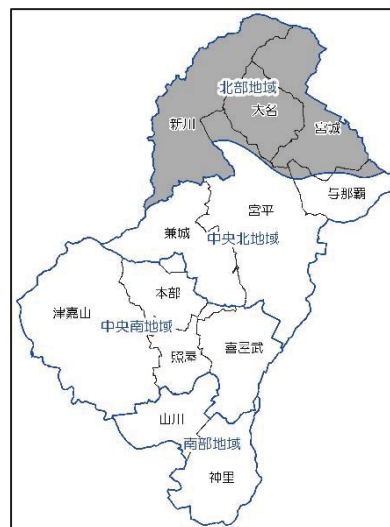 北部地域
大名
新川
宮城
与那覇
宮平
兼城
中央北地域
本部
津嘉山
中央南地域
照屋
喜屋武
山川
南部地域
神里